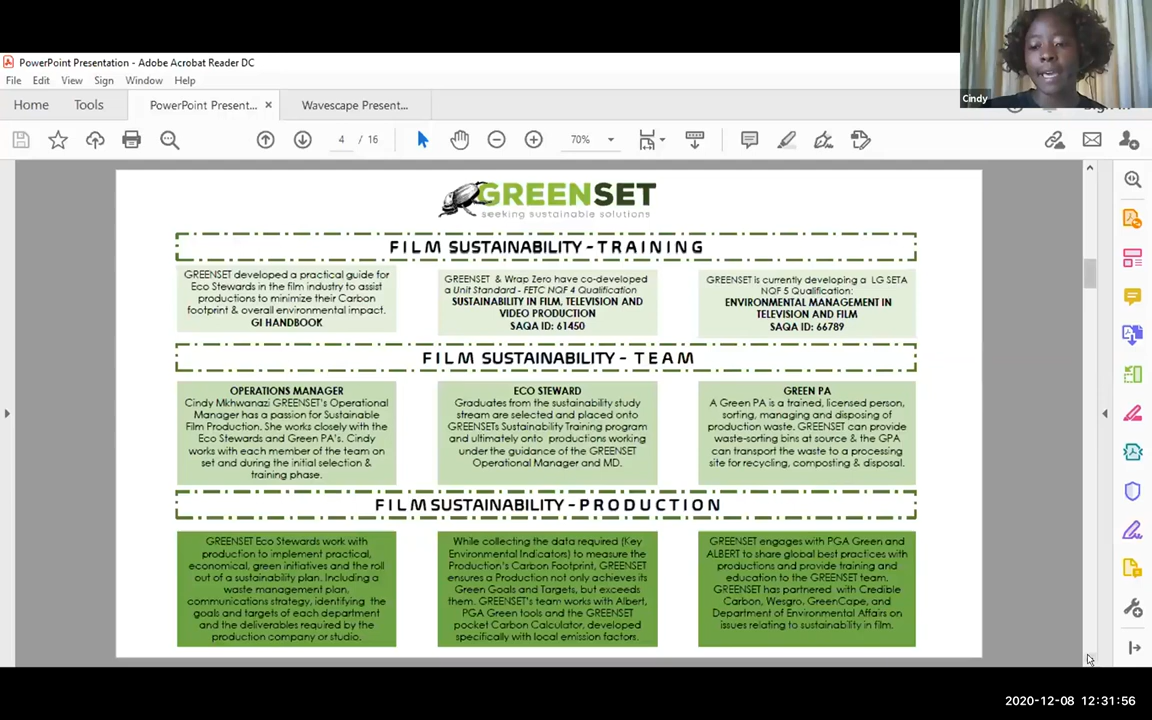 PowerPoint Presentation - Adobe Acrobat Reader DC
File Edit View Sign Window Help
Home Tools PowerPoint Present... × Wavescape Present...
4 / 16 70%
Cindy
GREENSET
seeking sustainable solutions
FILM SUSTAINABILITY - TRAINING
GREENSET developed a practical guide for
Eco Stewards in the film industry to assist
productions to minimize their Carbon
footprint & overall environmental impact.
GI HANDBOOK
GREENSET & Wrap Zero have co-developed
a Unit Standard - FETC NQF 4 Qualification
SUSTAINABILITY IN FILM, TELEVISION AND
VIDEO PRODUCTION
SAQA ID: 61450
GREENSET is currently developing a LG SETA
NQF 5 Qualification:
ENVIRONMENTAL MANAGEMENT IN
TELEVISION AND FILM
SAQA ID: 66789
FILM SUSTAINABILITY - TEAM
OPERATIONS MANAGER
Cindy Mkhwanazi GREENSET's Operational
Manager has a passion for Sustainable
Film Production. She works closely with the
Eco Stewards and Green PA's. Cindy
works with each member of the team on
set and during the initial selection &
training phase.
ECO STEWARD
Graduates from the sustainability study
stream are selected and placed onto
GREENSETs Sustainability Training program
and ultimately onto productions working
under the guidance of the GREENSET
Operational Manager and MD.
GREEN PA
A Green PA is a trained, licensed person,
sorting, managing and disposing of
production waste. GREENSET can provide
waste-sorting bins at source & the GPA
can transport the waste to a processing
site for recycling, composting & disposal.
FILM SUSTAINABILITY - PRODUCTION
GREENSET Eco Stewards work with
production to implement practical,
economical, green initiatives and the roll
out of a sustainability plan. Including a
waste management plan,
communications strategy, identifying the
goals and targets of each department
and the deliverables required by the
production company or studio.
While collecting the data required (Key
Environmental Indicators) to measure the
Production's Carbon Footprint, GREENSET
ensures a Production not only achieves its
Green Goals and Targets, but exceeds
them. GREENSET's team works with Albert,
PGA Green tools and the GREENSET
pocket Carbon Calculator, developed
specifically with local emission factors.
GREENSET engages with PGA Green and
ALBERT to share global best practices with
productions and provide training and
education to the GREENSET team.
GREENSET has partnered with Credible
Carbon, Wesgro, GreenCape, and
Department of Environmental Affairs on
issues relating to sustainability in film.
2020-12-08 12:31:56